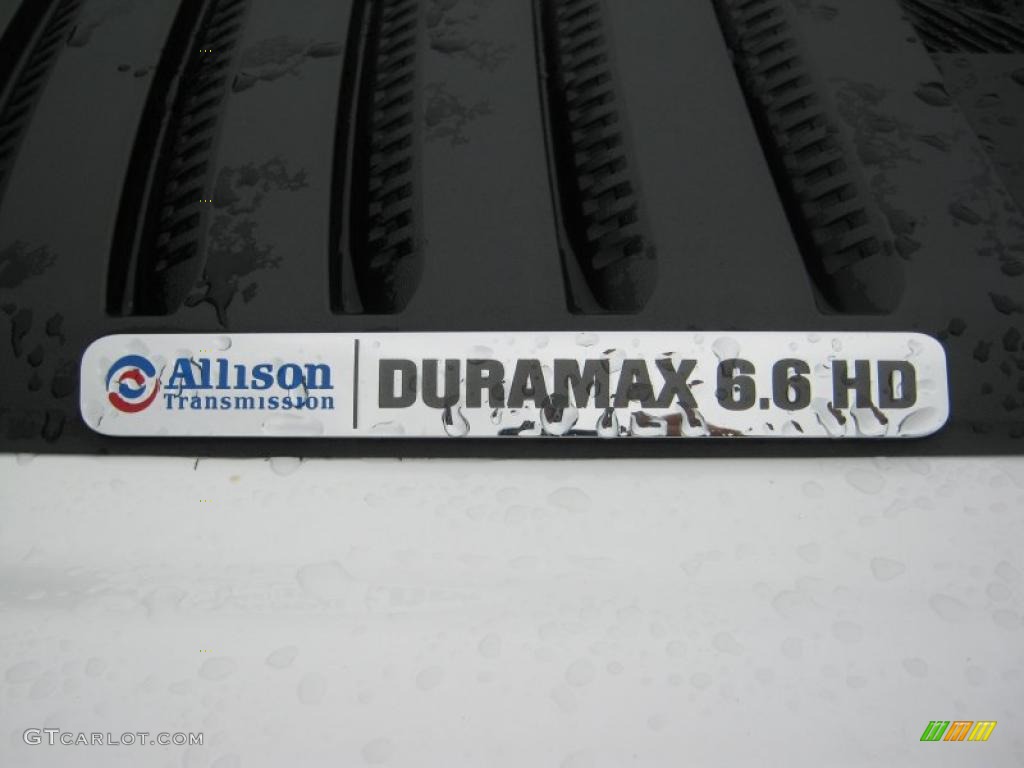 Allison
Transmission
DURAMAX 6.6 HD
GTCARLOT.COM